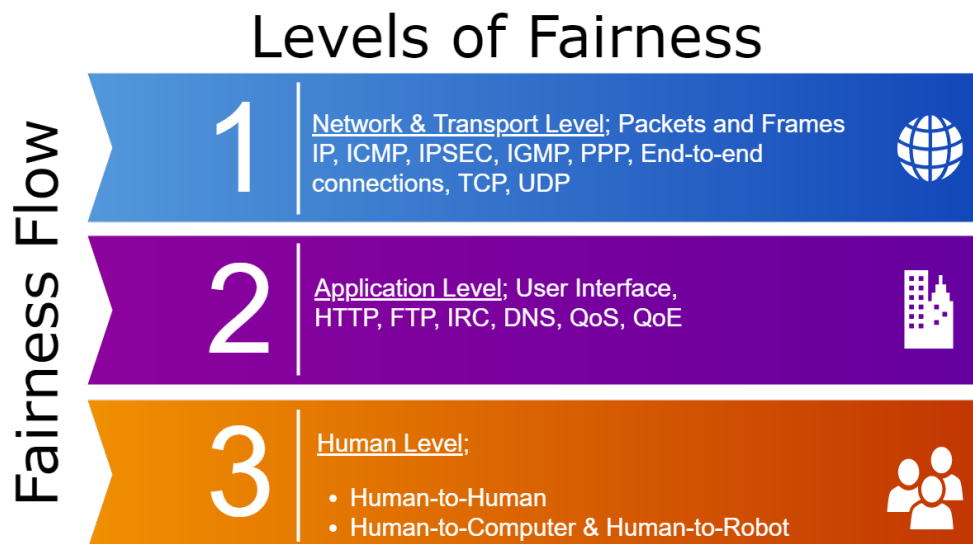 Levels of Fairness
Fairness Flow
1
Network & Transport Level; Packets and Frames
IP, ICMP, IPSEC, IGMP, PPP, End-to-end
connections, TCP, UDP
2
Application Level; User Interface,
HTTP, FTP, IRC, DNS, QoS, QoE
3
Human Level;
• Human-to-Human
• Human-to-Computer & Human-to-Robot